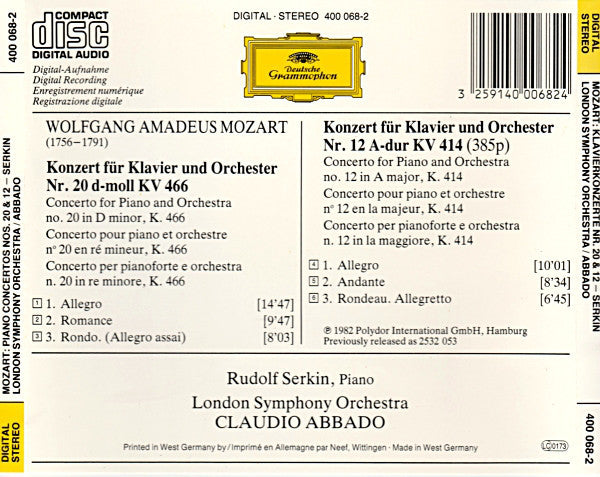 400 068-2
DIGITAL STEREO
MOZART: PIANO CONCERTOS NOS. 20 & 12 – SERKIN
LONDON SYMPHONY ORCHESTRA / ABBADO
DIGITAL STEREO
COMPACT
disc
DIGITAL AUDIO
Digital-Aufnahme
Digital Recording
Enregistrement numérique
Registrazione digitale
DIGITAL · STEREO 400 068-2
Deutsche
Grammophon
3 259140 006824
WOLFGANG AMADEUS MOZART
(1756–1791)
Konzert für Klavier und Orchester
Nr. 20 d-moll KV 466
Concerto for Piano and Orchestra
no. 20 in D minor, K. 466
Concerto pour piano et orchestre
n° 20 en ré mineur, K. 466
Concerto per pianoforte e orchestra
n. 20 in re minore, K. 466
1 1. Allegro [14'47]
2 2. Romance [9'47]
3 3. Rondo. (Allegro assai) [8'03]
Konzert für Klavier und Orchester
Nr. 12 A-dur KV 414 (385p)
Concerto for Piano and Orchestra
no. 12 in A major, K. 414
Concerto pour piano et orchestre
n° 12 en la majeur, K. 414
Concerto per pianoforte e orchestra
n. 12 in la maggiore, K. 414
4 1. Allegro [10'01]
5 2. Andante [8'34]
6 3. Rondeau. Allegretto [6'45]
℗ 1982 Polydor International GmbH, Hamburg
Previously released as 2532 053
Rudolf Serkin, Piano
London Symphony Orchestra
CLAUDIO ABBADO
Printed in West Germany by / Imprimé en Allemagne par Neef, Wittingen · Made in West Germany
LC 0173
DIGITAL STEREO
MOZART: KLAVIERKONZERTE NR. 20 & 12 – SERKIN
LONDON SYMPHONY ORCHESTRA / ABBADO
400 068-2